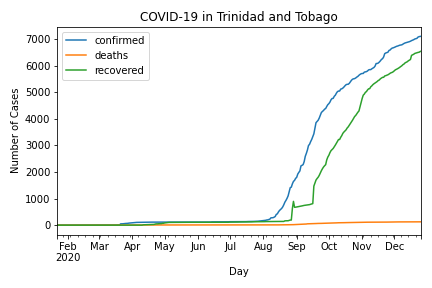 COVID-19 in Trinidad and Tobago
confirmed
deaths
recovered
Number of Cases
7000
6000
5000
4000
3000
2000
1000
0
Feb Mar Apr May Jun Jul Aug Sep Oct Nov Dec
2020
Day